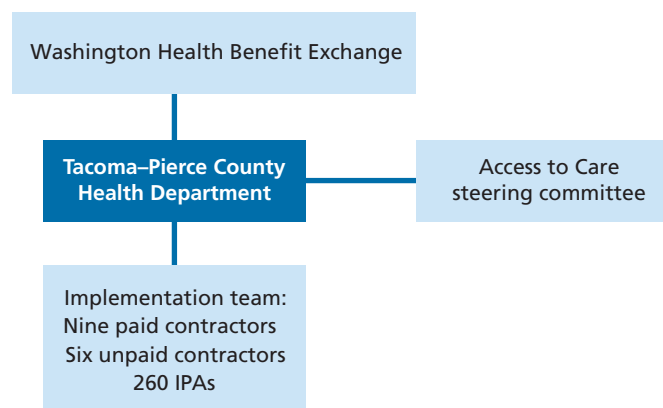 Washington Health Benefit Exchange
Tacoma–Pierce County
Health Department
Access to Care
steering committee
Implementation team:
Nine paid contractors
Six unpaid contractors
260 IPAs